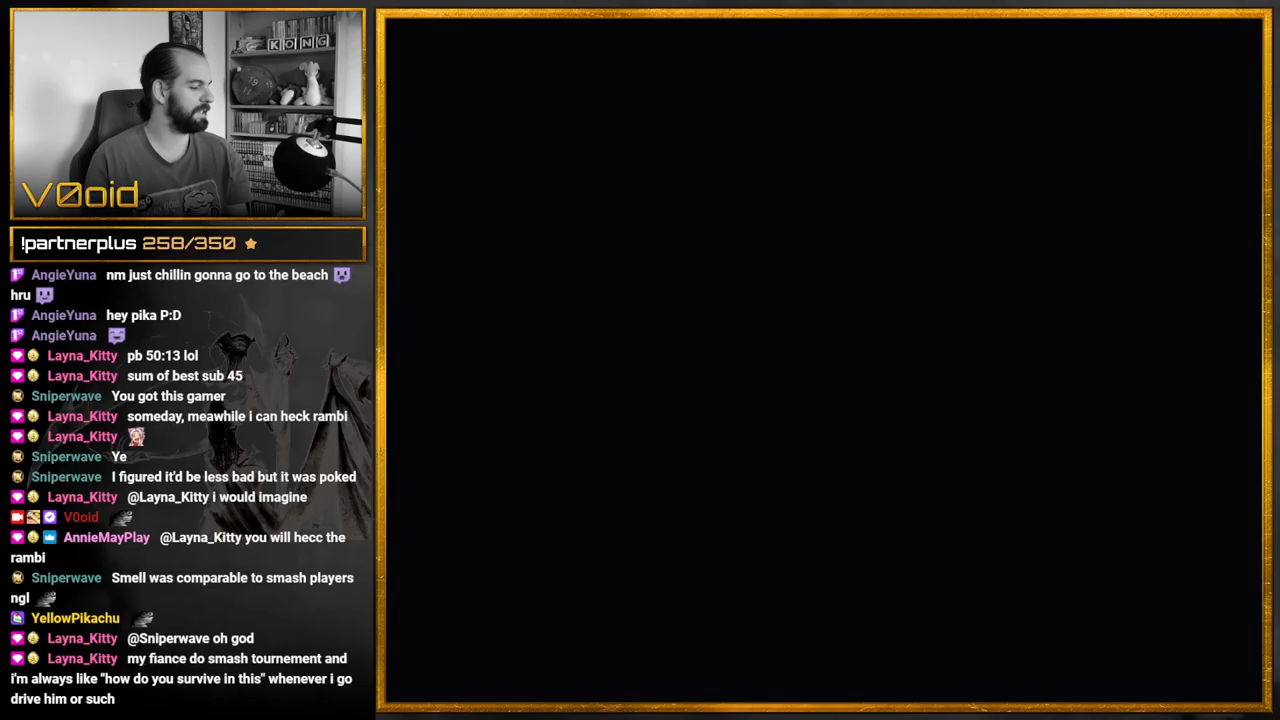 KONG
V0oid
!partnerplus 258/350
AngieYuna nm just chillin gonna go to the beach
hru
AngieYuna hey pika P:D
AngieYuna
Layna_Kitty pb 50:13 lol
Layna_Kitty sum of best sub 45
Sniperwave You got this gamer
Layna_Kitty someday, meawhile i can heck rambi
Layna_Kitty
Sniperwave Ye
Sniperwave I figured it'd be less bad but it was poked
Layna_Kitty @Layna_Kitty i would imagine
V0oid
AnnieMayPlay @Layna_Kitty you will hecc the
rambi
Sniperwave Smell was comparable to smash players
ngl
YellowPikachu
Layna_Kitty @Sniperwave oh god
Layna_Kitty my fiance do smash tournement and
i'm always like "how do you survive in this" whenever i go
drive him or such